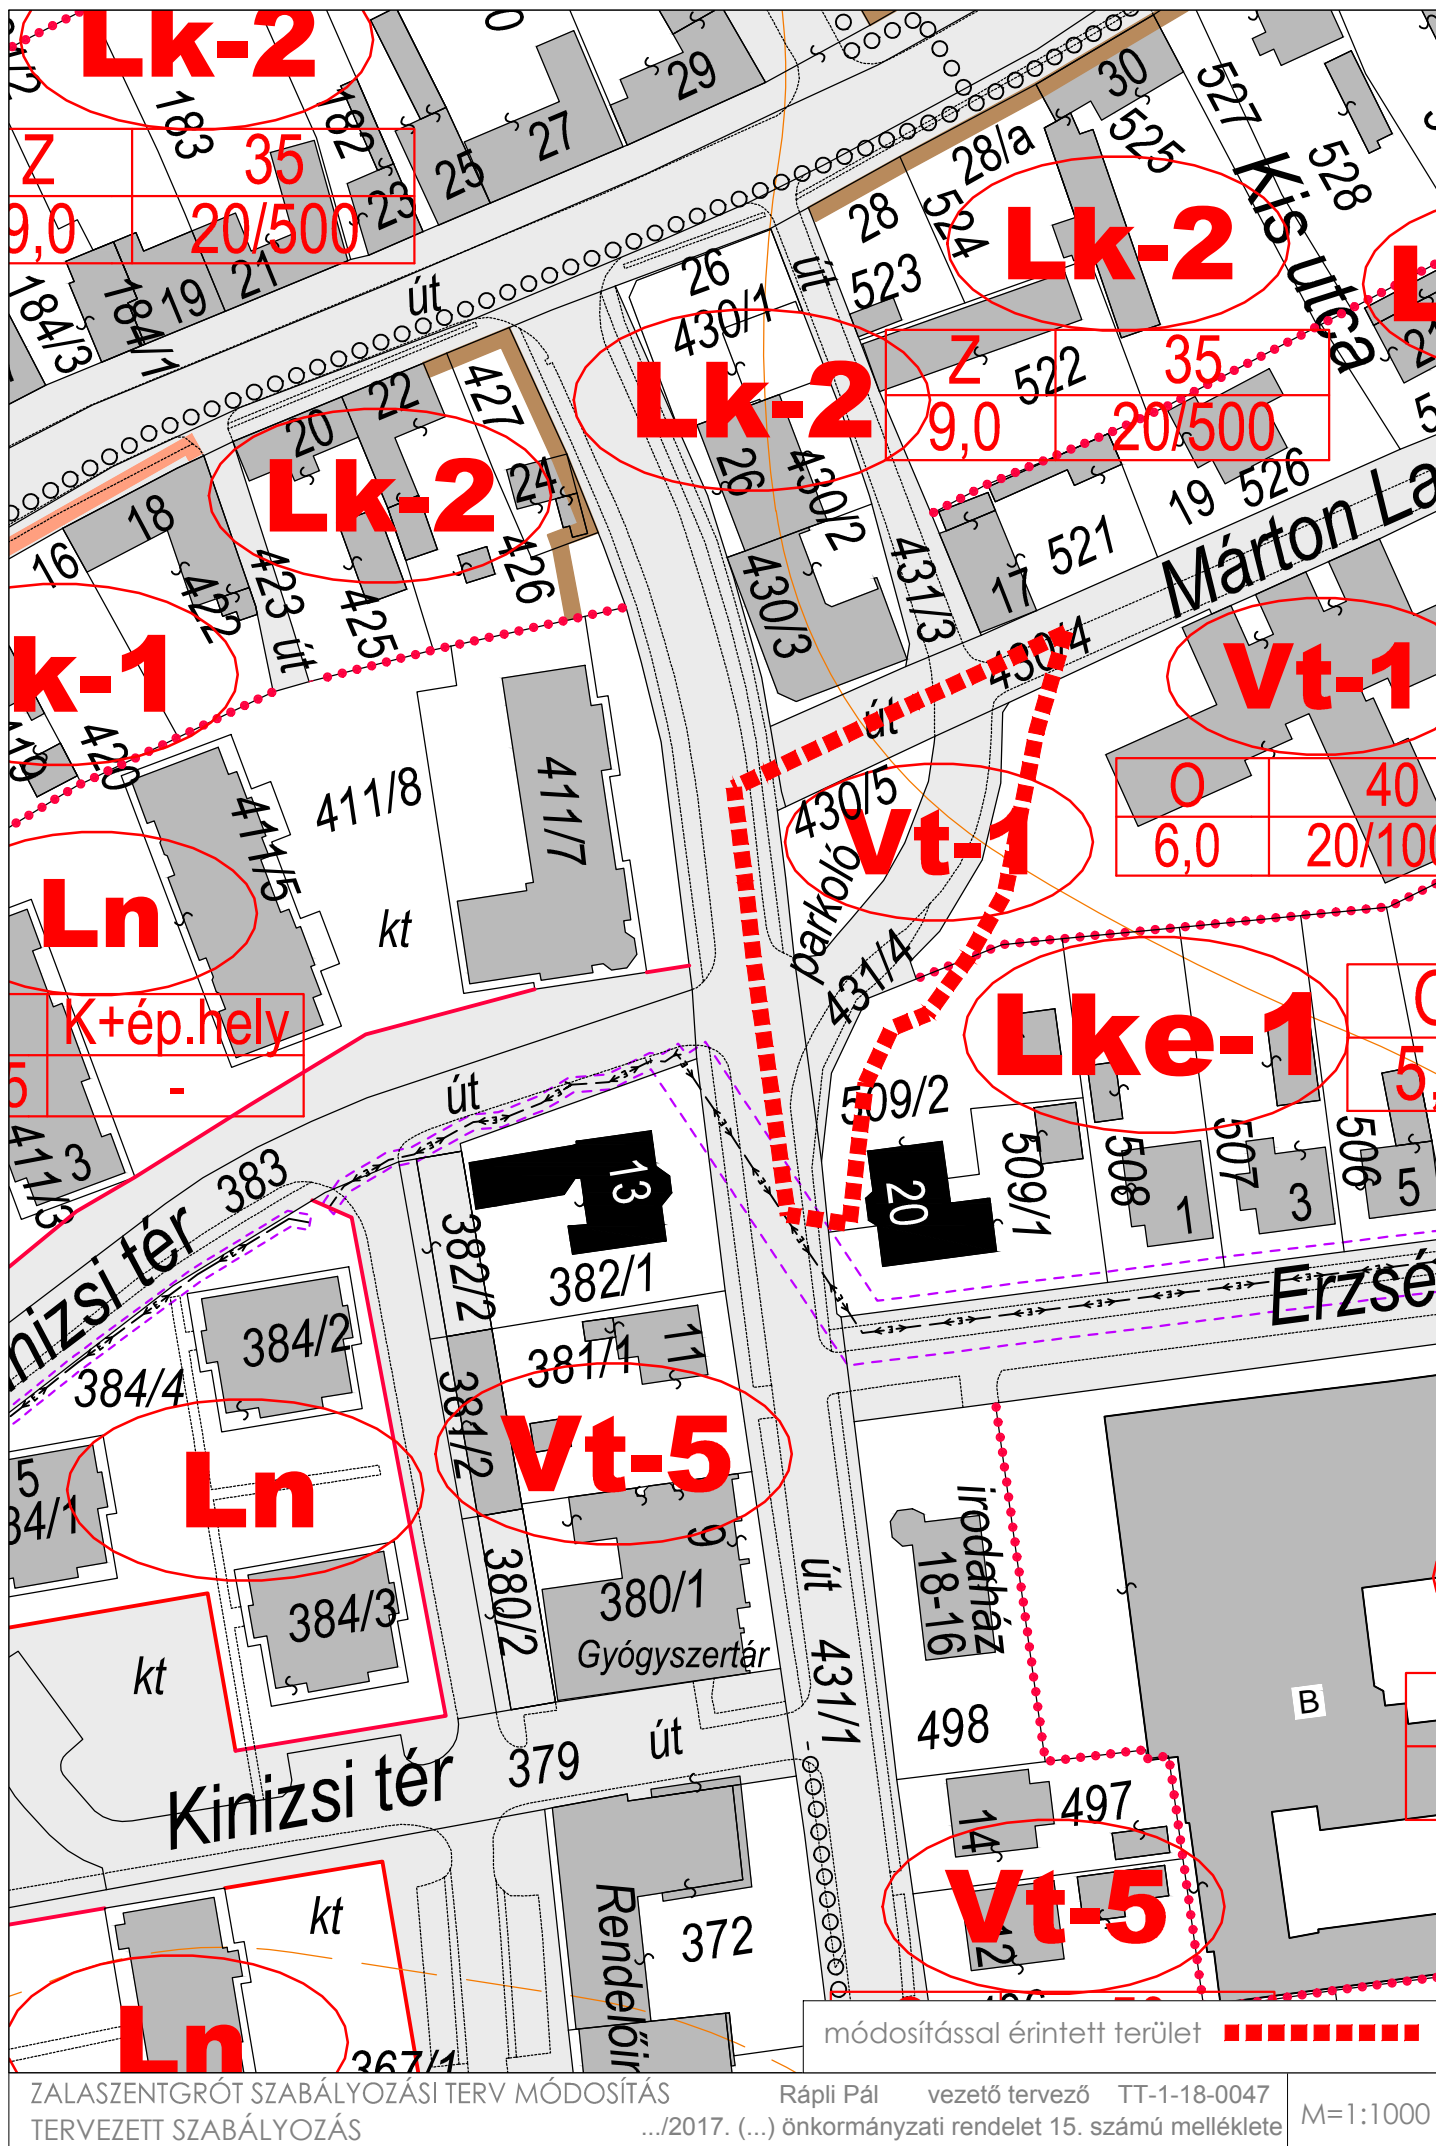 Lk-2
183
182
29
27
25
23
30
28/a
525
527
528
Kis utca
Z 35
9,0 20/500
184/3
184/1
19
21
út
26
430/1
út
28
523
524
Lk-2
Lk-2
Z 35
9,0 20/500
522
20
22
427
24
Lk-2
426
425
423 út
422
18
16
k-1
420
26
430/2
430/3
431/3
17
521
19
526
430/4
út
Vt-1
O 40
6,0
411/8
411/7
411/5
kt
Ln
K+ép.hely
-
430/5
parkoló
Vt-1
431/4
Lke-1
509/2
20
509/1
508
1
507
3
506
5
411/3
3
383
út
13
382/2
382/1
384/2
384/4
384/3
Ln
5
381/1
11
381/2
Vt-5
9
380/1
380/2
Gyógyszertár
út
431/1
irodaház
18-16
498
B
kt
Kinizsi tér
379
út
14
497
Vt-5
12
Rendelőin
372
kt
Ln
367/1
módosítással érintett terület
ZALASZENTGRÓT SZABÁLYOZÁSI TERV MÓDOSÍTÁS
TERVEZETT SZABÁLYOZÁS
Rápli Pál vezető tervező TT-1-18-0047
.../2017. (...) önkormányzati rendelet 15. számú melléklete
M=1:1000